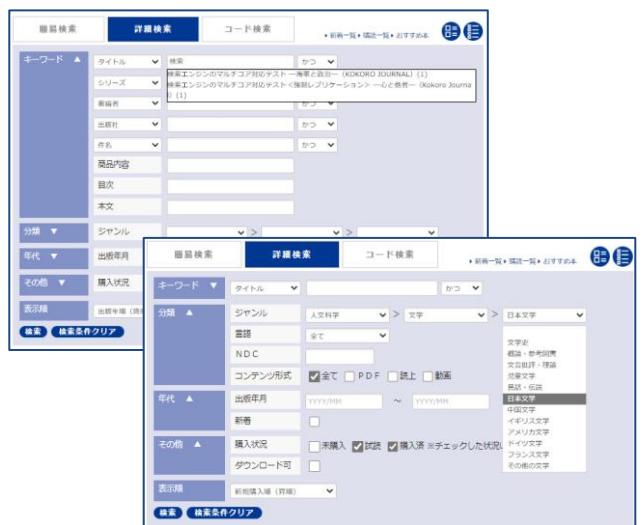 簡易検索 詳細検索 コード検索 ▸新着一覧▸購読一覧▸おすすめ本
キーワード ▲ タイトル 検索 かつ
検索エンジンのマルチコア対応テスト ―海軍と政治― (KOKORO JOURNAL) (1)
シリーズ 検索エンジンのマルチコア対応テスト<強制レプリケーション> ―心と患者― (Kokoro Journa
l) (1)
著編者 かつ
出版社 かつ
件名 かつ
商品内容
目次
本文
分類 ▼ ジャンル > >
年代 ▼ 出版年月
その他 ▼ 購入状況
表示順 出版年順
検索 検索条件クリア
簡易検索 詳細検索 コード検索 ▸新着一覧▸購読一覧▸おすすめ本
キーワード ▼ タイトル かつ
分類 ▲ ジャンル 人文科学 > 文学 > 日本文学
言語 全て
NDC
コンテンツ形式 全て PDF 読上 動画
年代 ▲ 出版年月 YYYY/MM ~ YYYY/MM
新着
その他 ▲ 購入状況 未購入 試読 購入済 ※チェックした状況
ダウンロード可
表示順 新規購入順(詳順)
検索 検索条件クリア
文学史
概論・参考図書
文芸批評・理論
児童文学
民話・伝説
日本文学
中国文学
イギリス文学
アメリカ文学
ドイツ文学
フランス文学
その他の文学